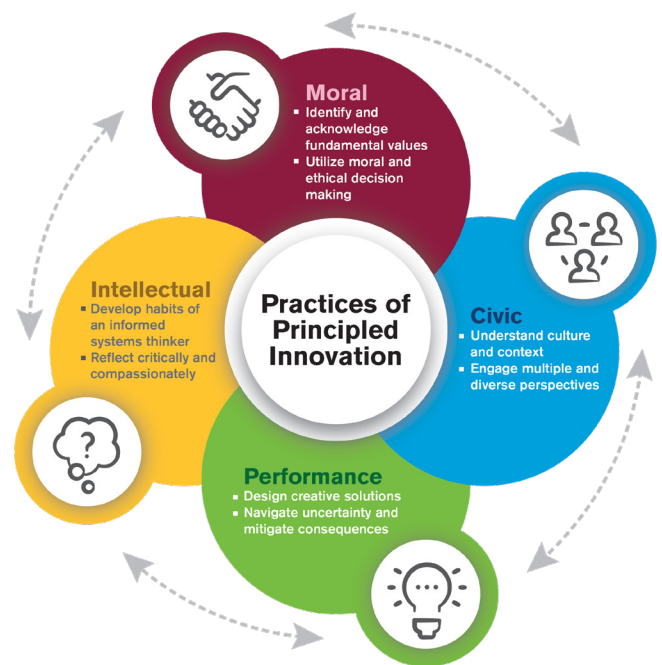 Moral
▪ Identify and
acknowledge
fundamental values
▪ Utilize moral and
ethical decision
making
Intellectual
▪ Develop habits of
an informed
systems thinker
▪ Reflect critically and
compassionately
Practices of
Principled
Innovation
Civic
▪ Understand culture
and context
▪ Engage multiple and
diverse perspectives
Performance
▪ Design creative solutions
▪ Navigate uncertainty and
mitigate consequences
?